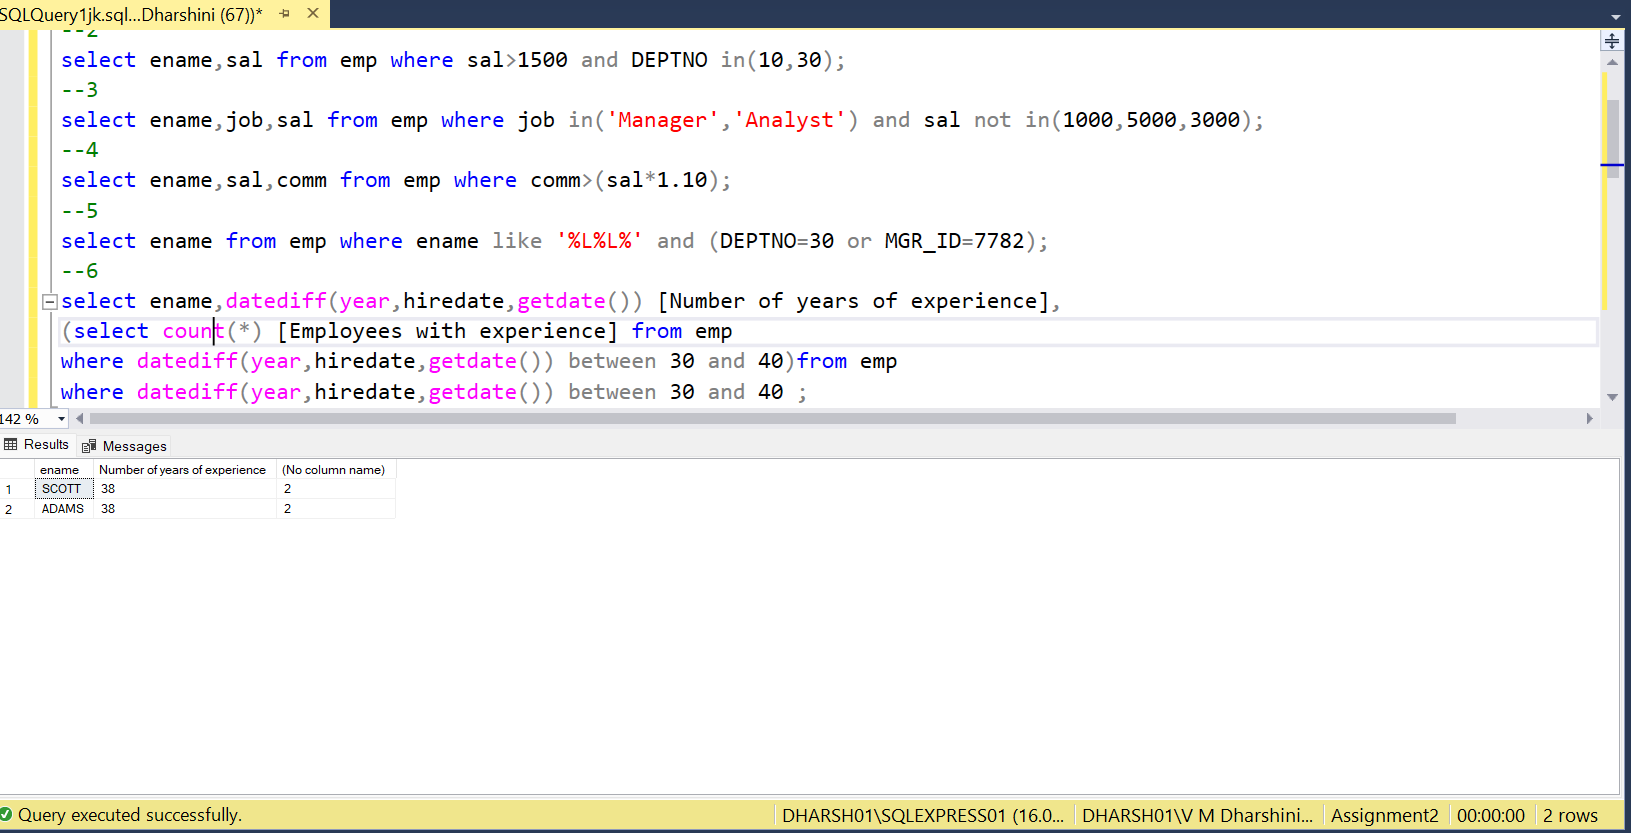 SQLQuery1jk.sql...Dharshini (67))*
--2
select ename,sal from emp where sal>1500 and DEPTNO in(10,30);
--3
select ename,job,sal from emp where job in('Manager','Analyst') and sal not in(1000,5000,3000);
--4
select ename,sal,comm from emp where comm>(sal*1.10);
--5
select ename from emp where ename like '%L%L%' and (DEPTNO=30 or MGR_ID=7782);
--6
select ename,datediff(year,hiredate,getdate()) [Number of years of experience],
(select count(*) [Employees with experience] from emp
where datediff(year,hiredate,getdate()) between 30 and 40)from emp
where datediff(year,hiredate,getdate()) between 30 and 40 ;
142 %
Results Messages
ename Number of years of experience (No column name)
1 SCOTT 38 2
2 ADAMS 38 2
Query executed successfully. DHARSH01\SQLEXPRESS01 (16.0... DHARSH01\V M Dharshini... Assignment2 00:00:00 2 rows